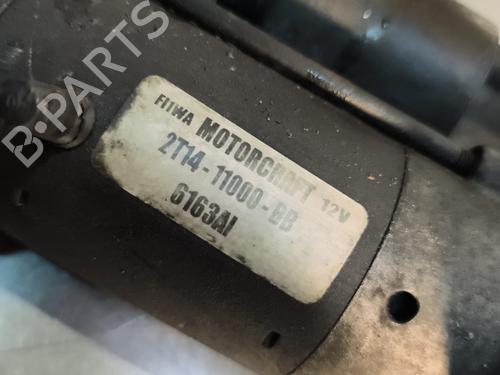 B-PARTS
FITWA MOTORCRAFT 12V
2T14-11000-BB
6163AI